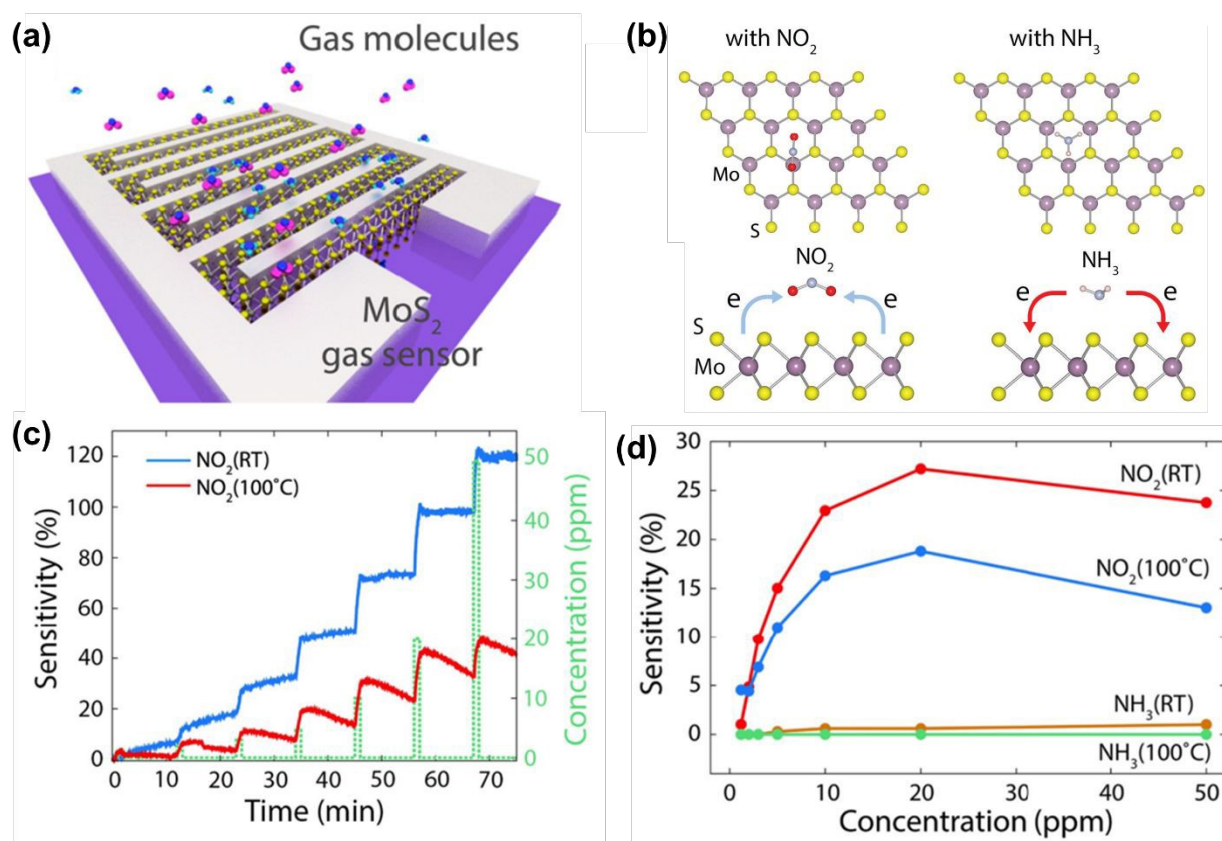 (a)
Gas molecules
MoS₂
gas sensor
(b)
with NO₂
with NH₃
Mo
S
NO₂
NH₃
e
e
e
e
S
Mo
(c)
120
100
80
60
40
20
0
Sensitivity (%)
NO₂(RT)
NO₂(100°C)
50
40
30
20
10
0
Concentration (ppm)
0
10
20
30
40
50
60
70
Time (min)
(d)
30
25
20
15
10
5
0
Sensitivity (%)
NO₂(RT)
NO₂(100°C)
NH₃(RT)
NH₃(100°C)
0
10
20
30
40
50
Concentration (ppm)